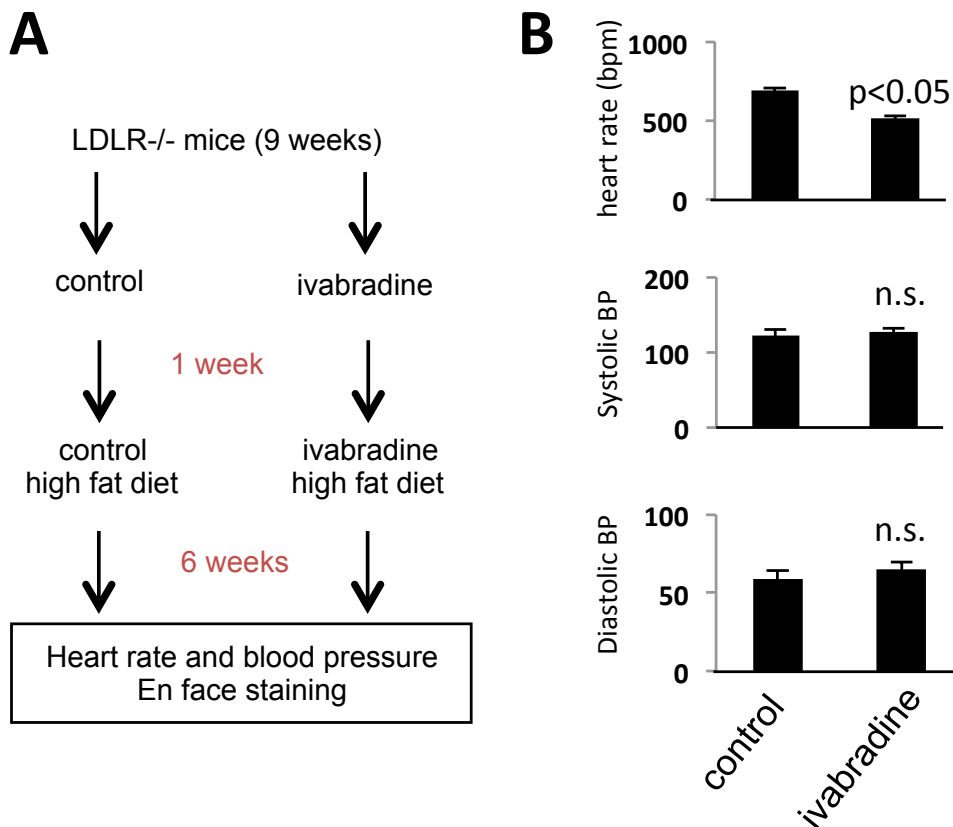 A
LDLR-/- mice (9 weeks)
control
ivabradine
1 week
control
high fat diet
ivabradine
high fat diet
6 weeks
Heart rate and blood pressure
En face staining
B
heart rate (bpm)
1000
500
0
p<0.05
Systolic BP
200
100
0
n.s.
Diastolic BP
100
50
0
n.s.
control
ivabradine